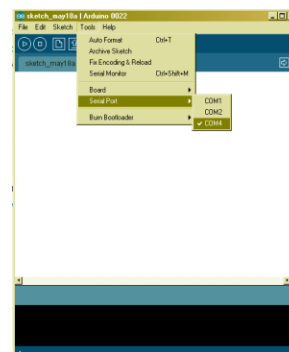 sketch_may18a | Arduino 0022
File Edit Sketch Tools Help
Auto Format Ctrl+T
Archive Sketch
sketch_may18a
Fix Encoding & Reload
Serial Monitor Ctrl+Shift+M
Board
Serial Port
COM1
COM2
Burn Bootloader
COM4